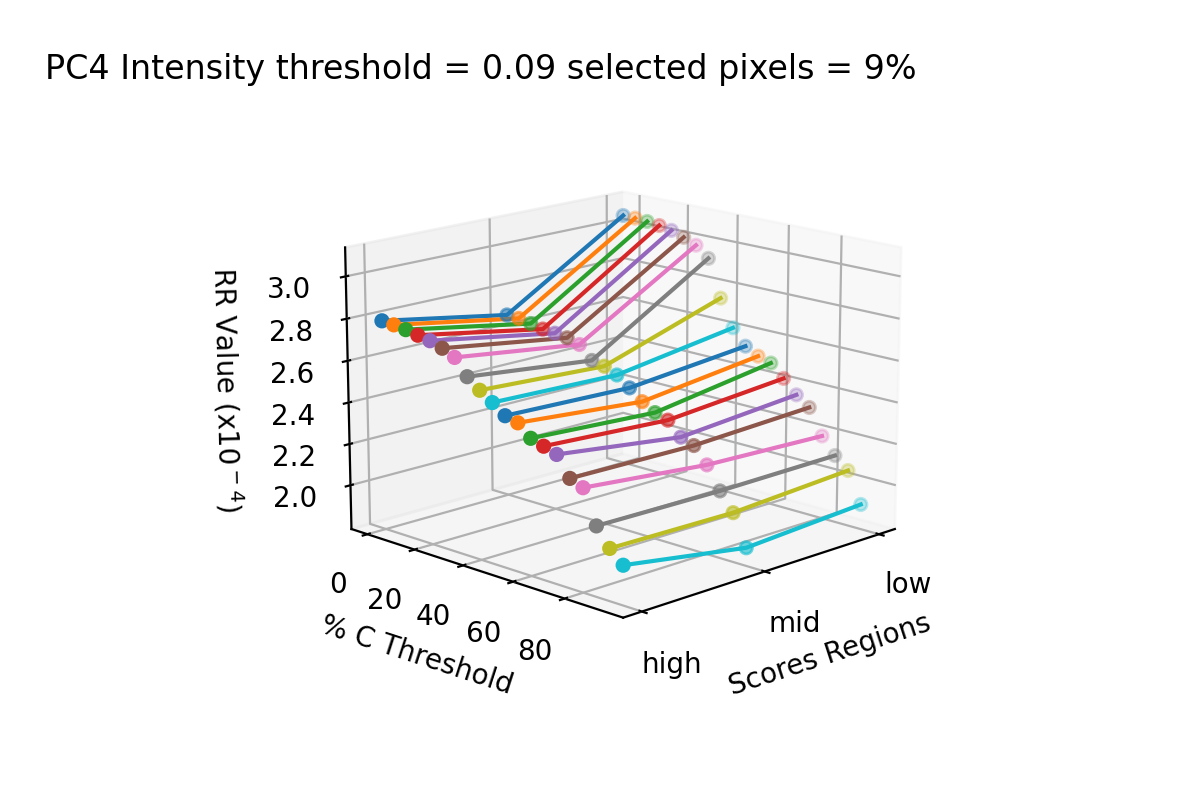 PC4 Intensity threshold = 0.09 selected pixels = 9%
RR Value (x10⁻⁴)
3.0
2.8
2.6
2.4
2.2
2.0
0
20
40
60
80
% C Threshold
high
mid
low
Scores Regions